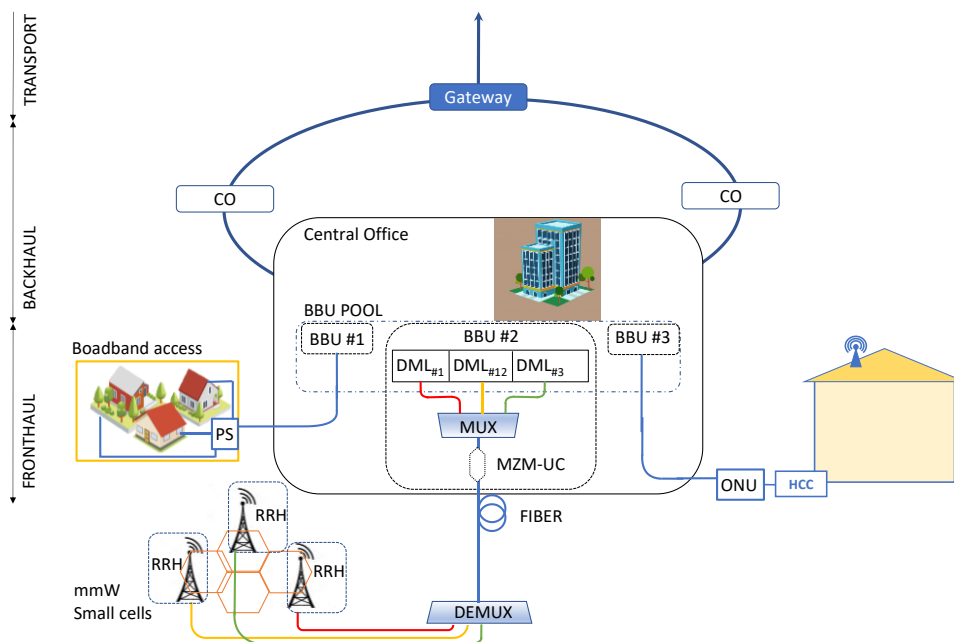 TRANSPORT
Gateway
CO
CO
BACKHAUL
Central Office
BBU POOL
BBU #1
BBU #2
BBU #3
DML#1
DML#12
DML#3
Boadband access
FRONTHAUL
PS
MUX
MZM-UC
ONU
HCC
FIBER
RRH
RRH
RRH
mmW
Small cells
DEMUX